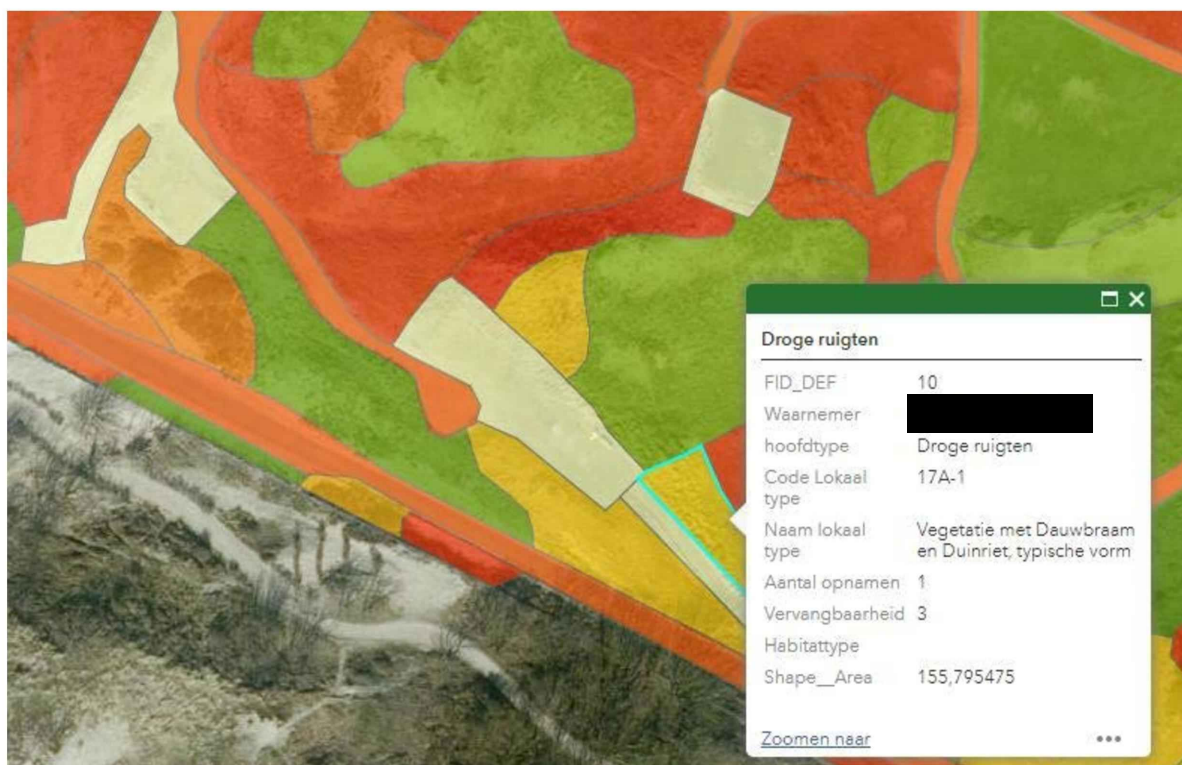 Droge ruigten
FID_DEF 10
Waarnemer
hoofdtype Droge ruigten
Code Lokaal 17A-1
type
Naam lokaal Vegetatie met Dauwbraam
type en Duinriet, typische vorm
Aantal opnamen 1
Vervangbaarheid 3
Habitattype
Shape__Area 155,795475
Zoomen naar